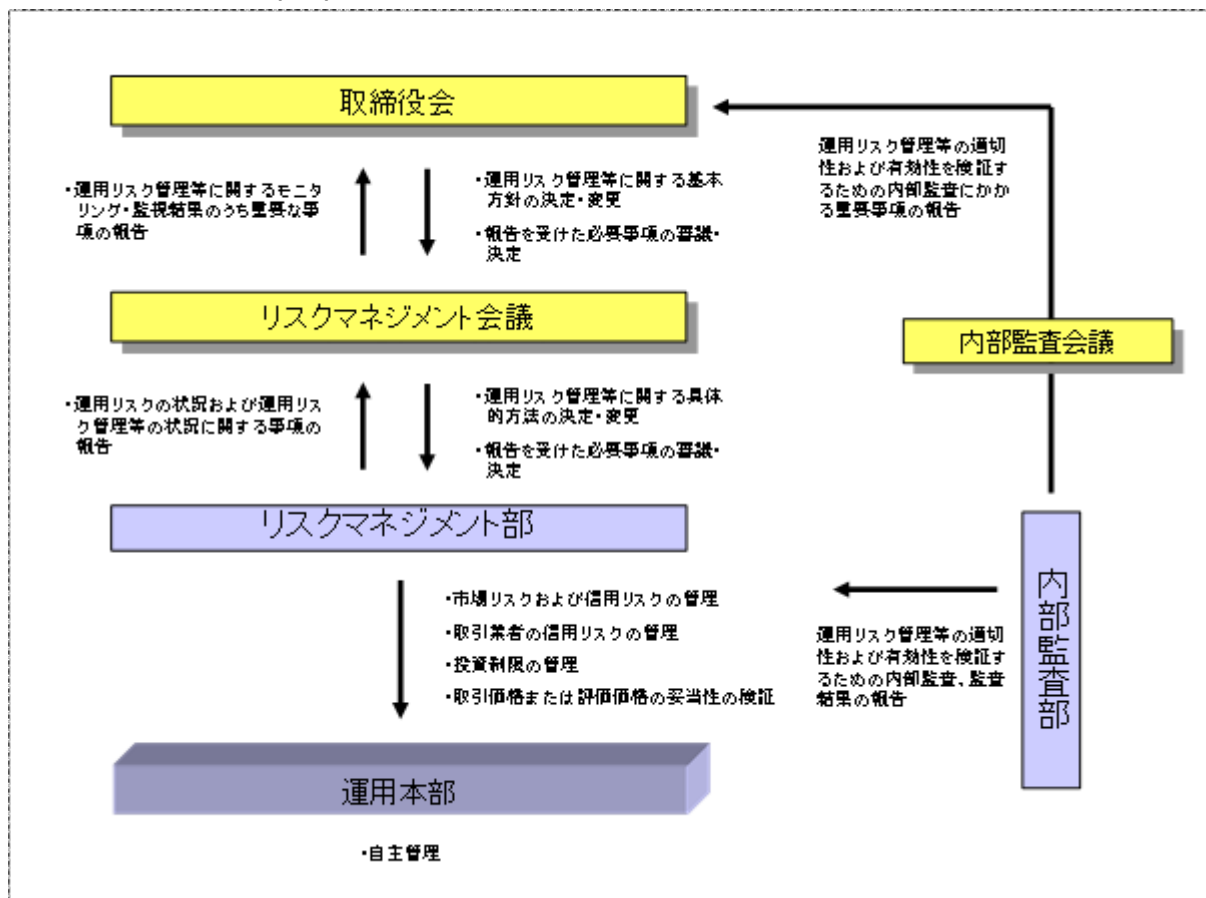 取締役会
・運用リスク管理等に関するモニ
タリング・監視結果のうち重要な事
項の報告
・運用リスク管理等に関する基本
方針の決定・変更
・報告を受けた必要事項の審議・
決定
運用リスク管理等の適切
性および有効性を検証す
るための内部監査にかか
る重要事項の報告
リスクマネジメント会議
内部監査会議
・運用リスクの状況および運用リス
ク管理等の状況に関する事項の
報告
・運用リスク管理等に関する具体
的方法の決定・変更
・報告を受けた必要事項の審議・
決定
リスクマネジメント部
・市場リスクおよび信用リスクの管理
・取引業者の信用リスクの管理
・投資制限の管理
・取引価格または評価価格の妥当性の検証
運用リスク管理等の適切
性および有効性を検証す
るための内部監査、監査
結果の報告
内部監査部
運用本部
・自主管理